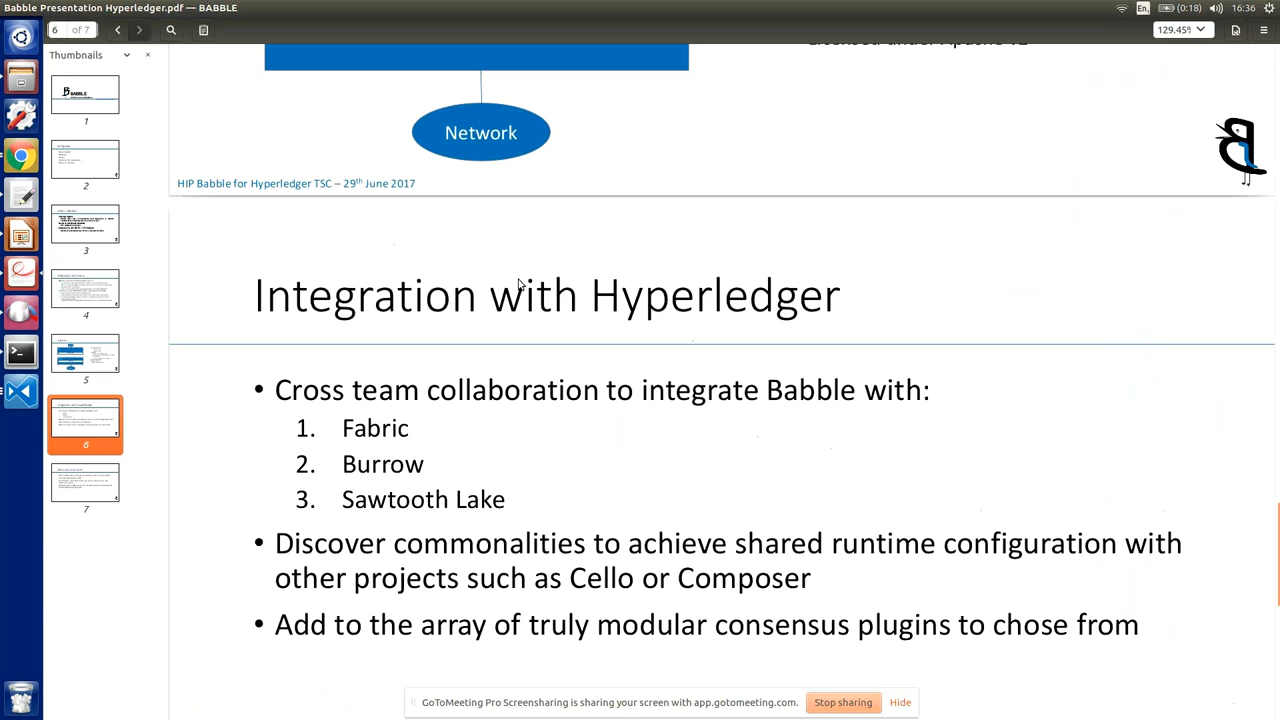 Babble Presentation Hyperledger.pdf — BABBLE
En
(0:18)
16:36
6 of 7
129.45%
Thumbnails
BABBLE
1
2
3
4
5
6
7
Network
HIP Babble for Hyperledger TSC – 29th June 2017
Integration with Hyperledger
• Cross team collaboration to integrate Babble with:
1. Fabric
2. Burrow
3. Sawtooth Lake
• Discover commonalities to achieve shared runtime configuration with
other projects such as Cello or Composer
• Add to the array of truly modular consensus plugins to chose from
GoToMeeting Pro Screensharing is sharing your screen with app.gotomeeting.com.
Stop sharing
Hide